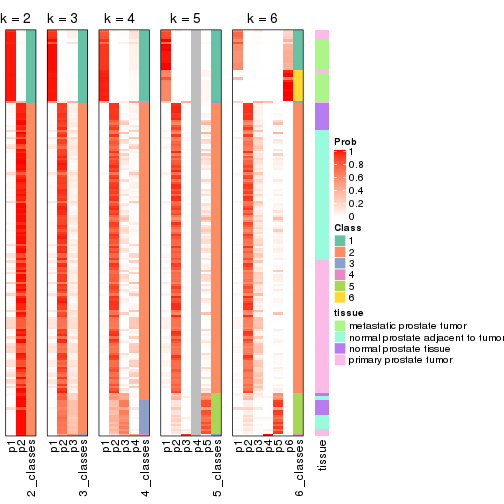 k = 2
k = 3
k = 4
k = 5
k = 6
Prob
1
0.8
0.6
0.4
0.2
0
Class
1
2
3
4
5
6
tissue
metastatic prostate tumor
normal prostate adjacent to tumor
normal prostate tissue
primary prostate tumor
p1
p2
2_classes
p1
p2
p3
3_classes
p1
p2
p3
p4
4_classes
p1
p2
p3
p4
p5
5_classes
p1
p2
p3
p4
p5
p6
6_classes
tissue